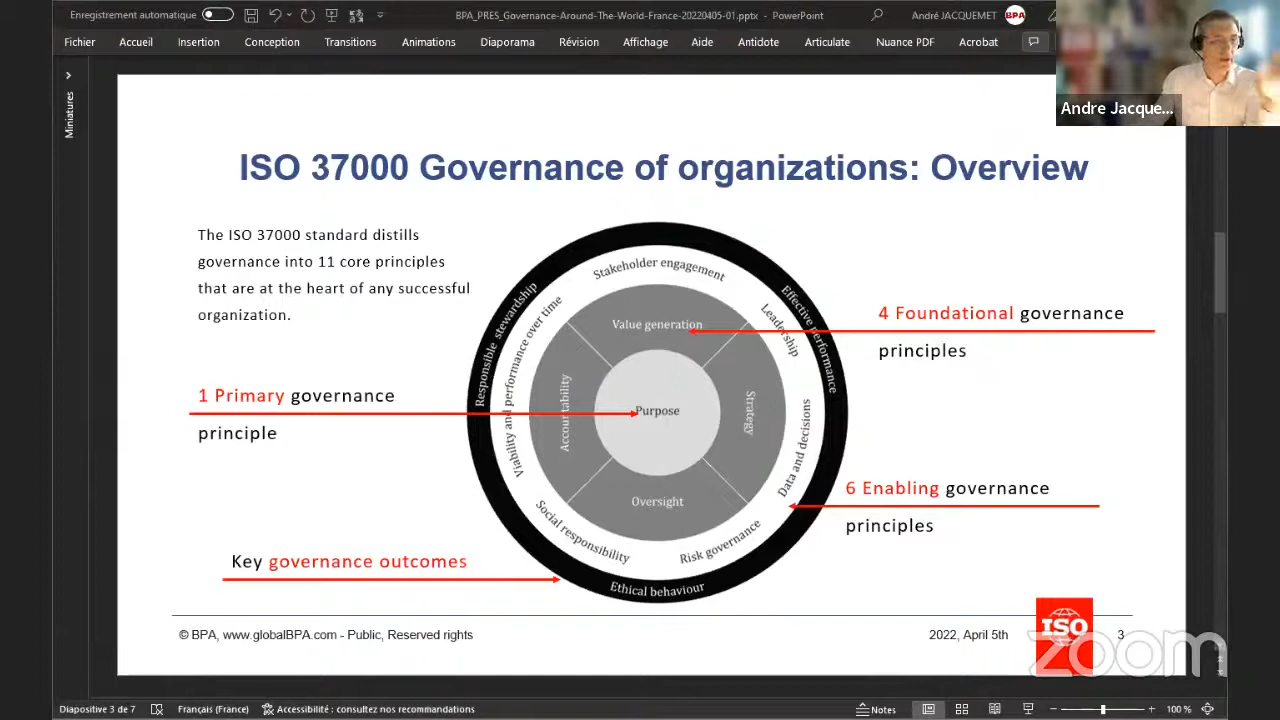 Enregistrement automatique
BPA_PRES_Governance-Around-The-World-France-20220405-01.pptx - PowerPoint
André JACQUEMET
BPA
Fichier Accueil Insertion Conception Transitions Animations Diaporama Révision Affichage Aide Antidote Articulate Nuance PDF Acrobat
Andre Jacque...
Miniatures
ISO 37000 Governance of organizations: Overview
The ISO 37000 standard distills
governance into 11 core principles
that are at the heart of any successful
organization.
1 Primary governance
principle
Key governance outcomes
Responsible stewardship
Effective performance
Ethical behaviour
Stakeholder engagement
Leadership
Data and decisions
Risk governance
Social responsibility
Viability and performance over time
Value generation
Strategy
Oversight
Accountability
Purpose
4 Foundational governance
principles
6 Enabling governance
principles
© BPA, www.globalBPA.com - Public, Reserved rights
2022, April 5th
ISO
3
zoom
Diapositive 3 de 7
Français (France)
Accessibilité : consultez nos recommandations
Notes
100 %